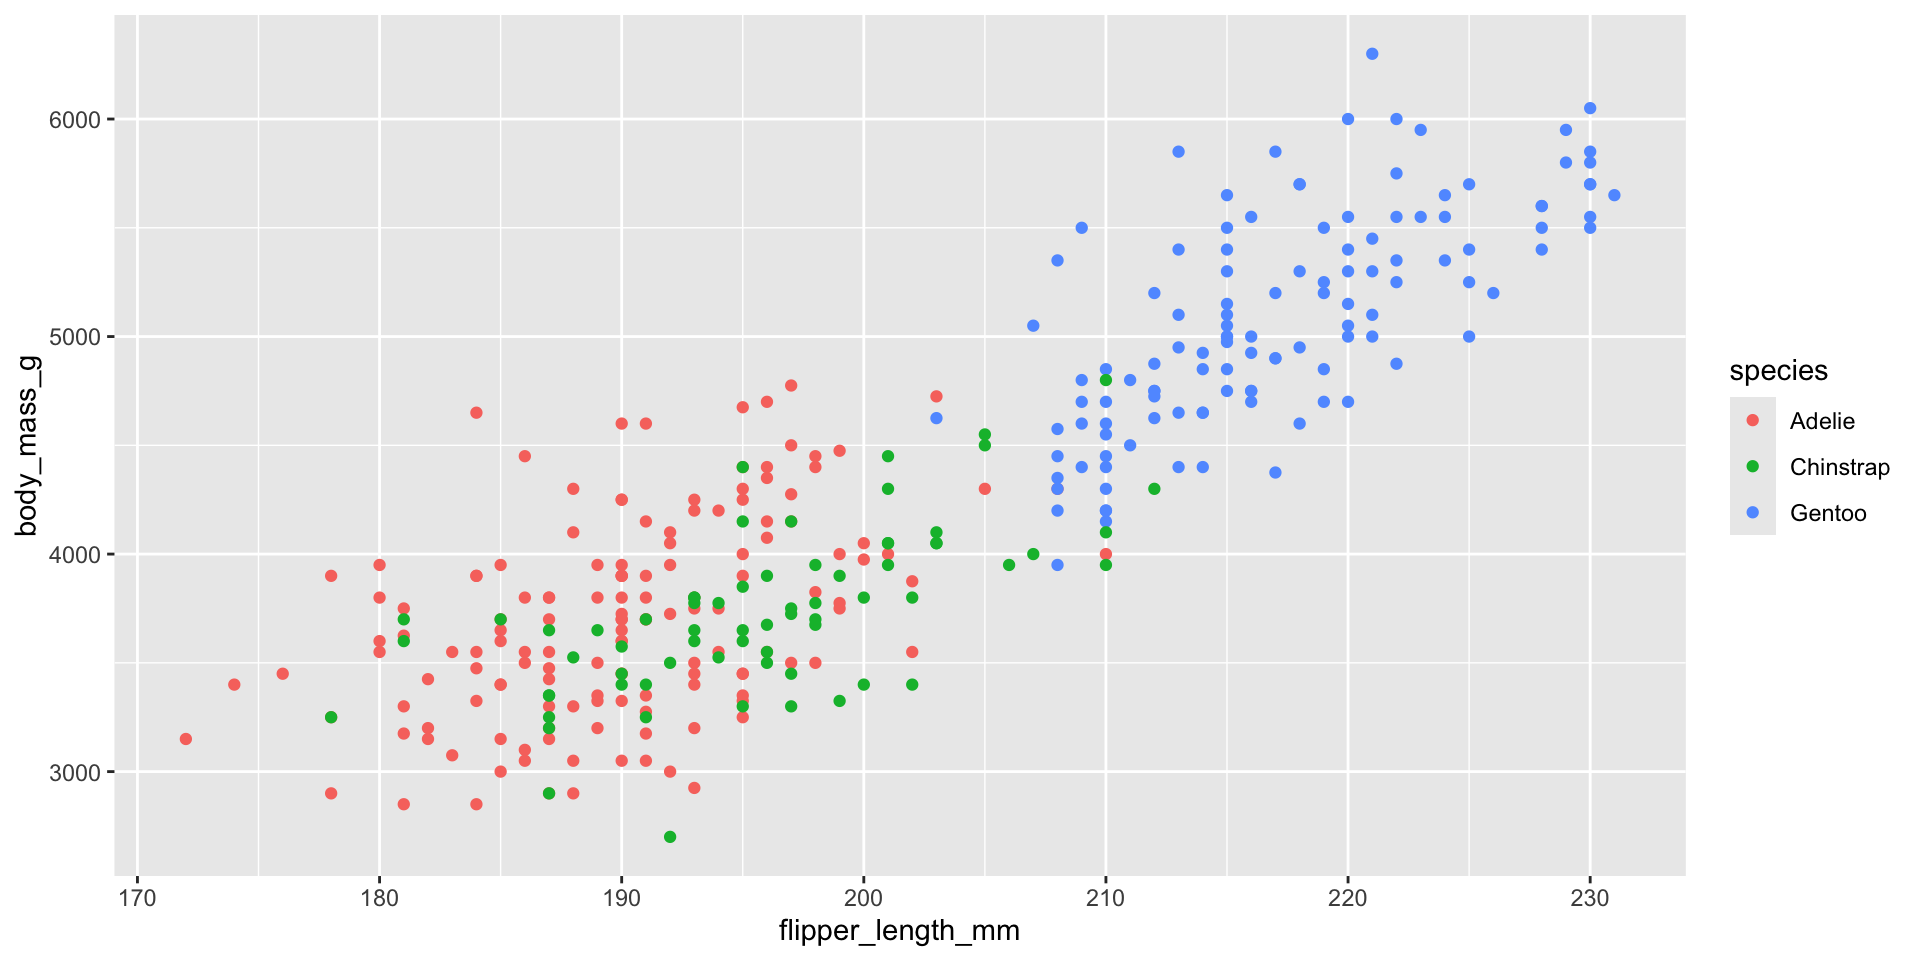 6000
5000
4000
3000
body_mass_g
170 180 190 200 210 220 230
flipper_length_mm
species
Adelie
Chinstrap
Gentoo